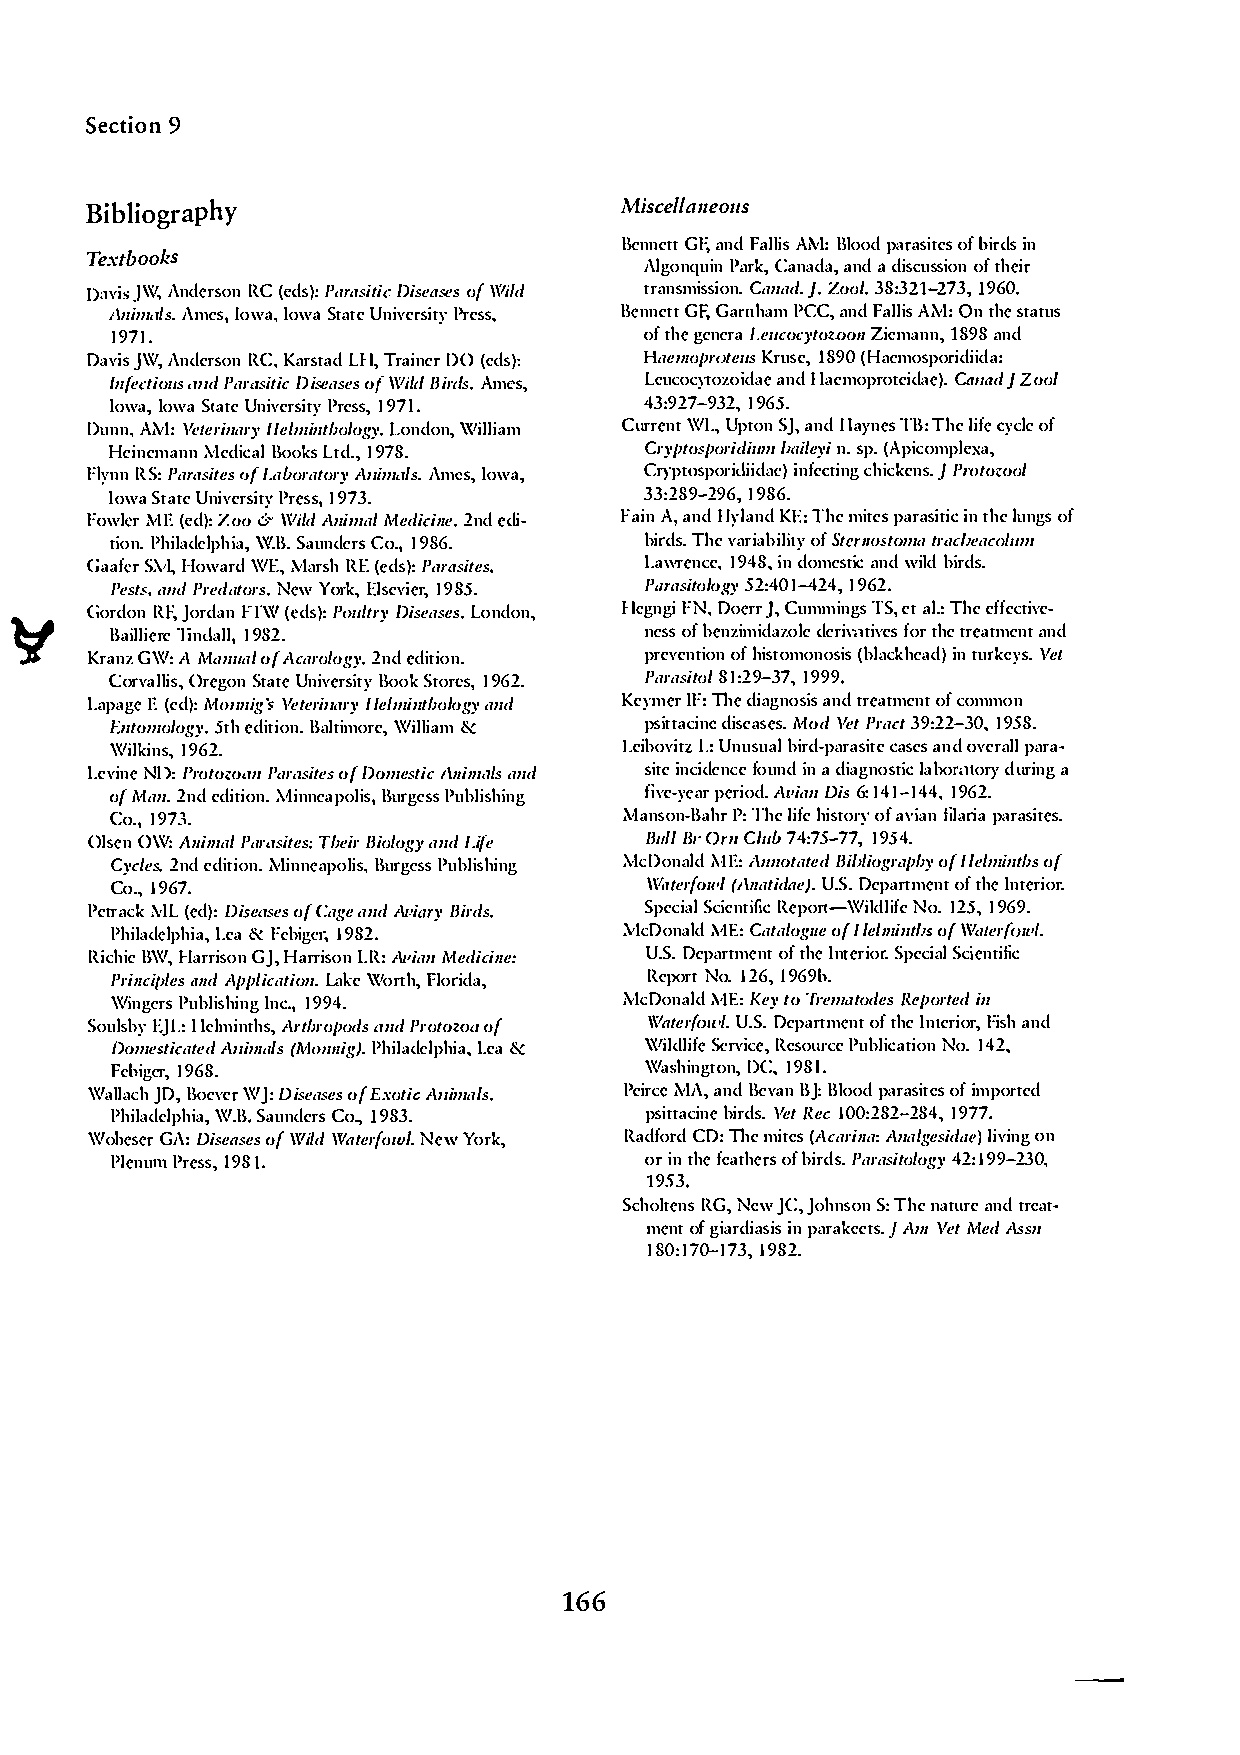 Section 9
Bibliography
Textbooks
Davis JW, Anderson RC (eds): Parasitic Diseases of Wild
Animals. Ames, Iowa, Iowa State University Press,
1971.
Davis JW, Anderson RC, Karstad LH, Trainer DO (eds):
Infectious and Parasitic Diseases of Wild Birds. Ames,
Iowa, Iowa State University Press, 1971.
Dunn, AM: Veterinary Helminthology. London, William
Heinemann Medical Books Ltd., 1978.
Flynn RS: Parasites of Laboratory Animals. Ames, Iowa,
Iowa State University Press, 1973.
Fowler ME (ed): Zoo & Wild Animal Medicine. 2nd edi-
tion. Philadelphia, W.B. Saunders Co., 1986.
Gaafer SM, Howard WE, Marsh RE (eds): Parasites,
Pests, and Predators. New York, Elsevier, 1985.
Gordon RF, Jordan FTW (eds): Poultry Diseases. London,
Bailliere Tindall, 1982.
Kranz GW: A Manual of Acarology. 2nd edition.
Corvallis, Oregon State University Book Stores, 1962.
Lapage E (ed): Monnig's Veterinary Helminthology and
Entomology. 5th edition. Baltimore, William &
Wilkins, 1962.
Levine ND: Protozoan Parasites of Domestic Animals and
of Man. 2nd edition. Minneapolis, Burgess Publishing
Co., 1973.
Olsen OW: Animal Parasites: Their Biology and Life
Cycles. 2nd edition. Minneapolis, Burgess Publishing
Co., 1967.
Petrack ML (ed): Diseases of Cage and Aviary Birds.
Philadelphia, Lea & Febiger, 1982.
Richie BW, Harrison GJ, Harrison LR: Avian Medicine:
Principles and Application. Lake Worth, Florida,
Wingers Publishing Inc., 1994.
Soulsby EJL: Helminths, Arthropods and Protozoa of
Domesticated Animals (Monnig). Philadelphia, Lea &
Febiger, 1968.
Wallach JD, Boever WJ: Diseases of Exotic Animals.
Philadelphia, W.B. Saunders Co., 1983.
Wobeser GA: Diseases of Wild Waterfowl. New York,
Plenum Press, 1981.
Miscellaneous
Bennett GF, and Fallis AM: Blood parasites of birds in
Algonquin Park, Canada, and a discussion of their
transmission. Canad. J. Zool. 38:321–273, 1960.
Bennett GF, Garnham PCC, and Fallis AM: On the status
of the genera Leucocytozoon Ziemann, 1898 and
Haemoproteus Kruse, 1890 (Haemosporidiida:
Leucocytozoidae and Haemoproteidae). Canad J Zool
43:927–932, 1965.
Current WL, Upton SJ, and Haynes TB: The life cycle of
Cryptosporidium baileyi n. sp. (Apicomplexa,
Cryptosporidiidae) infecting chickens. J Protozool
33:289–296, 1986.
Fain A, and Hyland KE: The mites parasitic in the lungs of
birds. The variability of Sternostoma tracheacolum
Lawrence, 1948, in domestic and wild birds.
Parasitology 52:401–424, 1962.
Hegngi FN, Doerr J, Cummings TS, et al.: The effective-
ness of benzimidazole derivatives for the treatment and
prevention of histomonosis (blackhead) in turkeys. Vet
Parasitol 81:29–37, 1999.
Keymer IF: The diagnosis and treatment of common
psittacine diseases. Mod Vet Pract 39:22–30, 1958.
Leibovitz L: Unusual bird-parasite cases and overall para-
site incidence found in a diagnostic laboratory during a
five-year period. Avian Dis 6:141–144, 1962.
Manson-Bahr P: The life history of avian filaria parasites.
Bull Br Orn Club 74:75–77, 1954.
McDonald ME: Annotated Bibliography of Helminths of
Waterfowl (Anatidae). U.S. Department of the Interior.
Special Scientific Report—Wildlife No. 125, 1969.
McDonald ME: Catalogue of Helminths of Waterfowl.
U.S. Department of the Interior. Special Scientific
Report No. 126, 1969b.
McDonald ME: Key to Trematodes Reported in
Waterfowl. U.S. Department of the Interior, Fish and
Wildlife Service, Resource Publication No. 142,
Washington, DC, 1981.
Peirce MA, and Bevan BJ: Blood parasites of imported
psittacine birds. Vet Rec 100:282–284, 1977.
Radford CD: The mites (Acarina: Analgesidae) living on
or in the feathers of birds. Parasitology 42:199–230,
1953.
Scholtens RG, New JC, Johnson S: The nature and treat-
ment of giardiasis in parakeets. J Am Vet Med Assn
180:170–173, 1982.
166